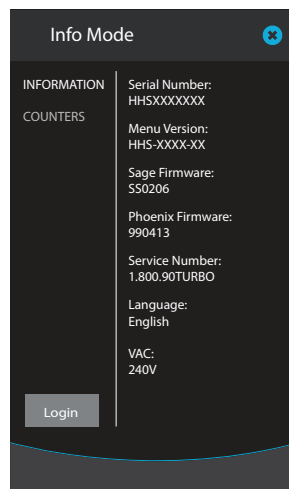 Info Mode
INFORMATION
COUNTERS
Serial Number:
HHSXXXXXXX
Menu Version:
HHS-XXXX-XX
Sage Firmware:
SS0206
Phoenix Firmware:
990413
Service Number:
1.800.90TURBO
Language:
English
VAC:
240V
Login